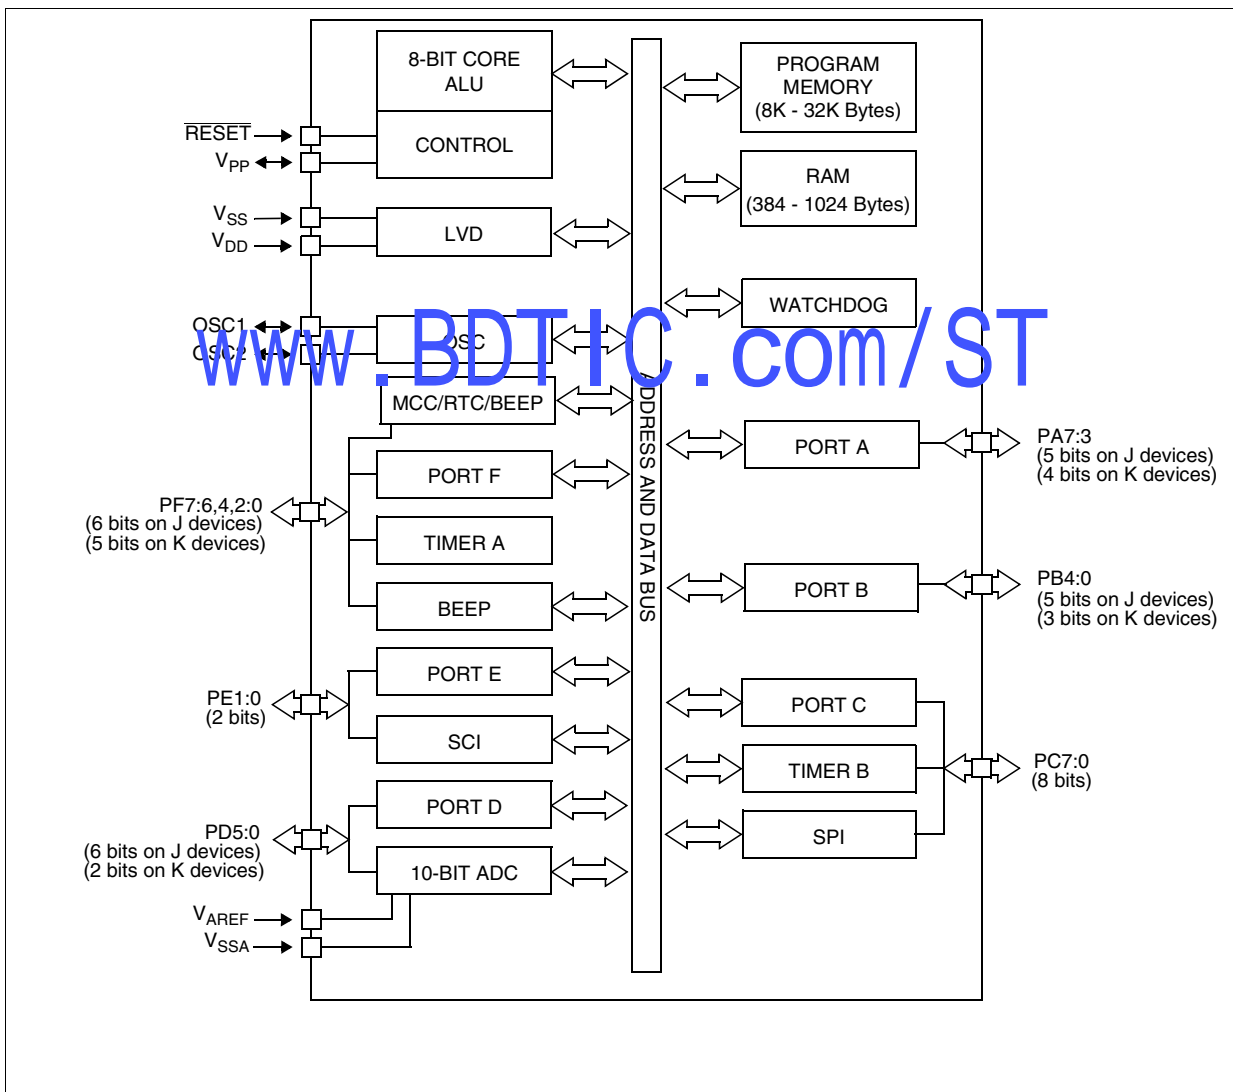 8-BIT CORE
ALU
CONTROL
RESET
VPP
VSS
VDD
LVD
OSC1
OSC2
OSC
MCC/RTC/BEEP
PF7:6,4,2:0
(6 bits on J devices)
(5 bits on K devices)
PORT F
TIMER A
BEEP
PE1:0
(2 bits)
PORT E
SCI
PD5:0
(6 bits on J devices)
(2 bits on K devices)
PORT D
10-BIT ADC
VAREF
VSSA
ADDRESS AND DATA BUS
PROGRAM
MEMORY
(8K - 32K Bytes)
RAM
(384 - 1024 Bytes)
WATCHDOG
www.BDTIC.com/ST
PORT A
PA7:3
(5 bits on J devices)
(4 bits on K devices)
PORT B
PB4:0
(5 bits on J devices)
(3 bits on K devices)
PORT C
TIMER B
SPI
PC7:0
(8 bits)